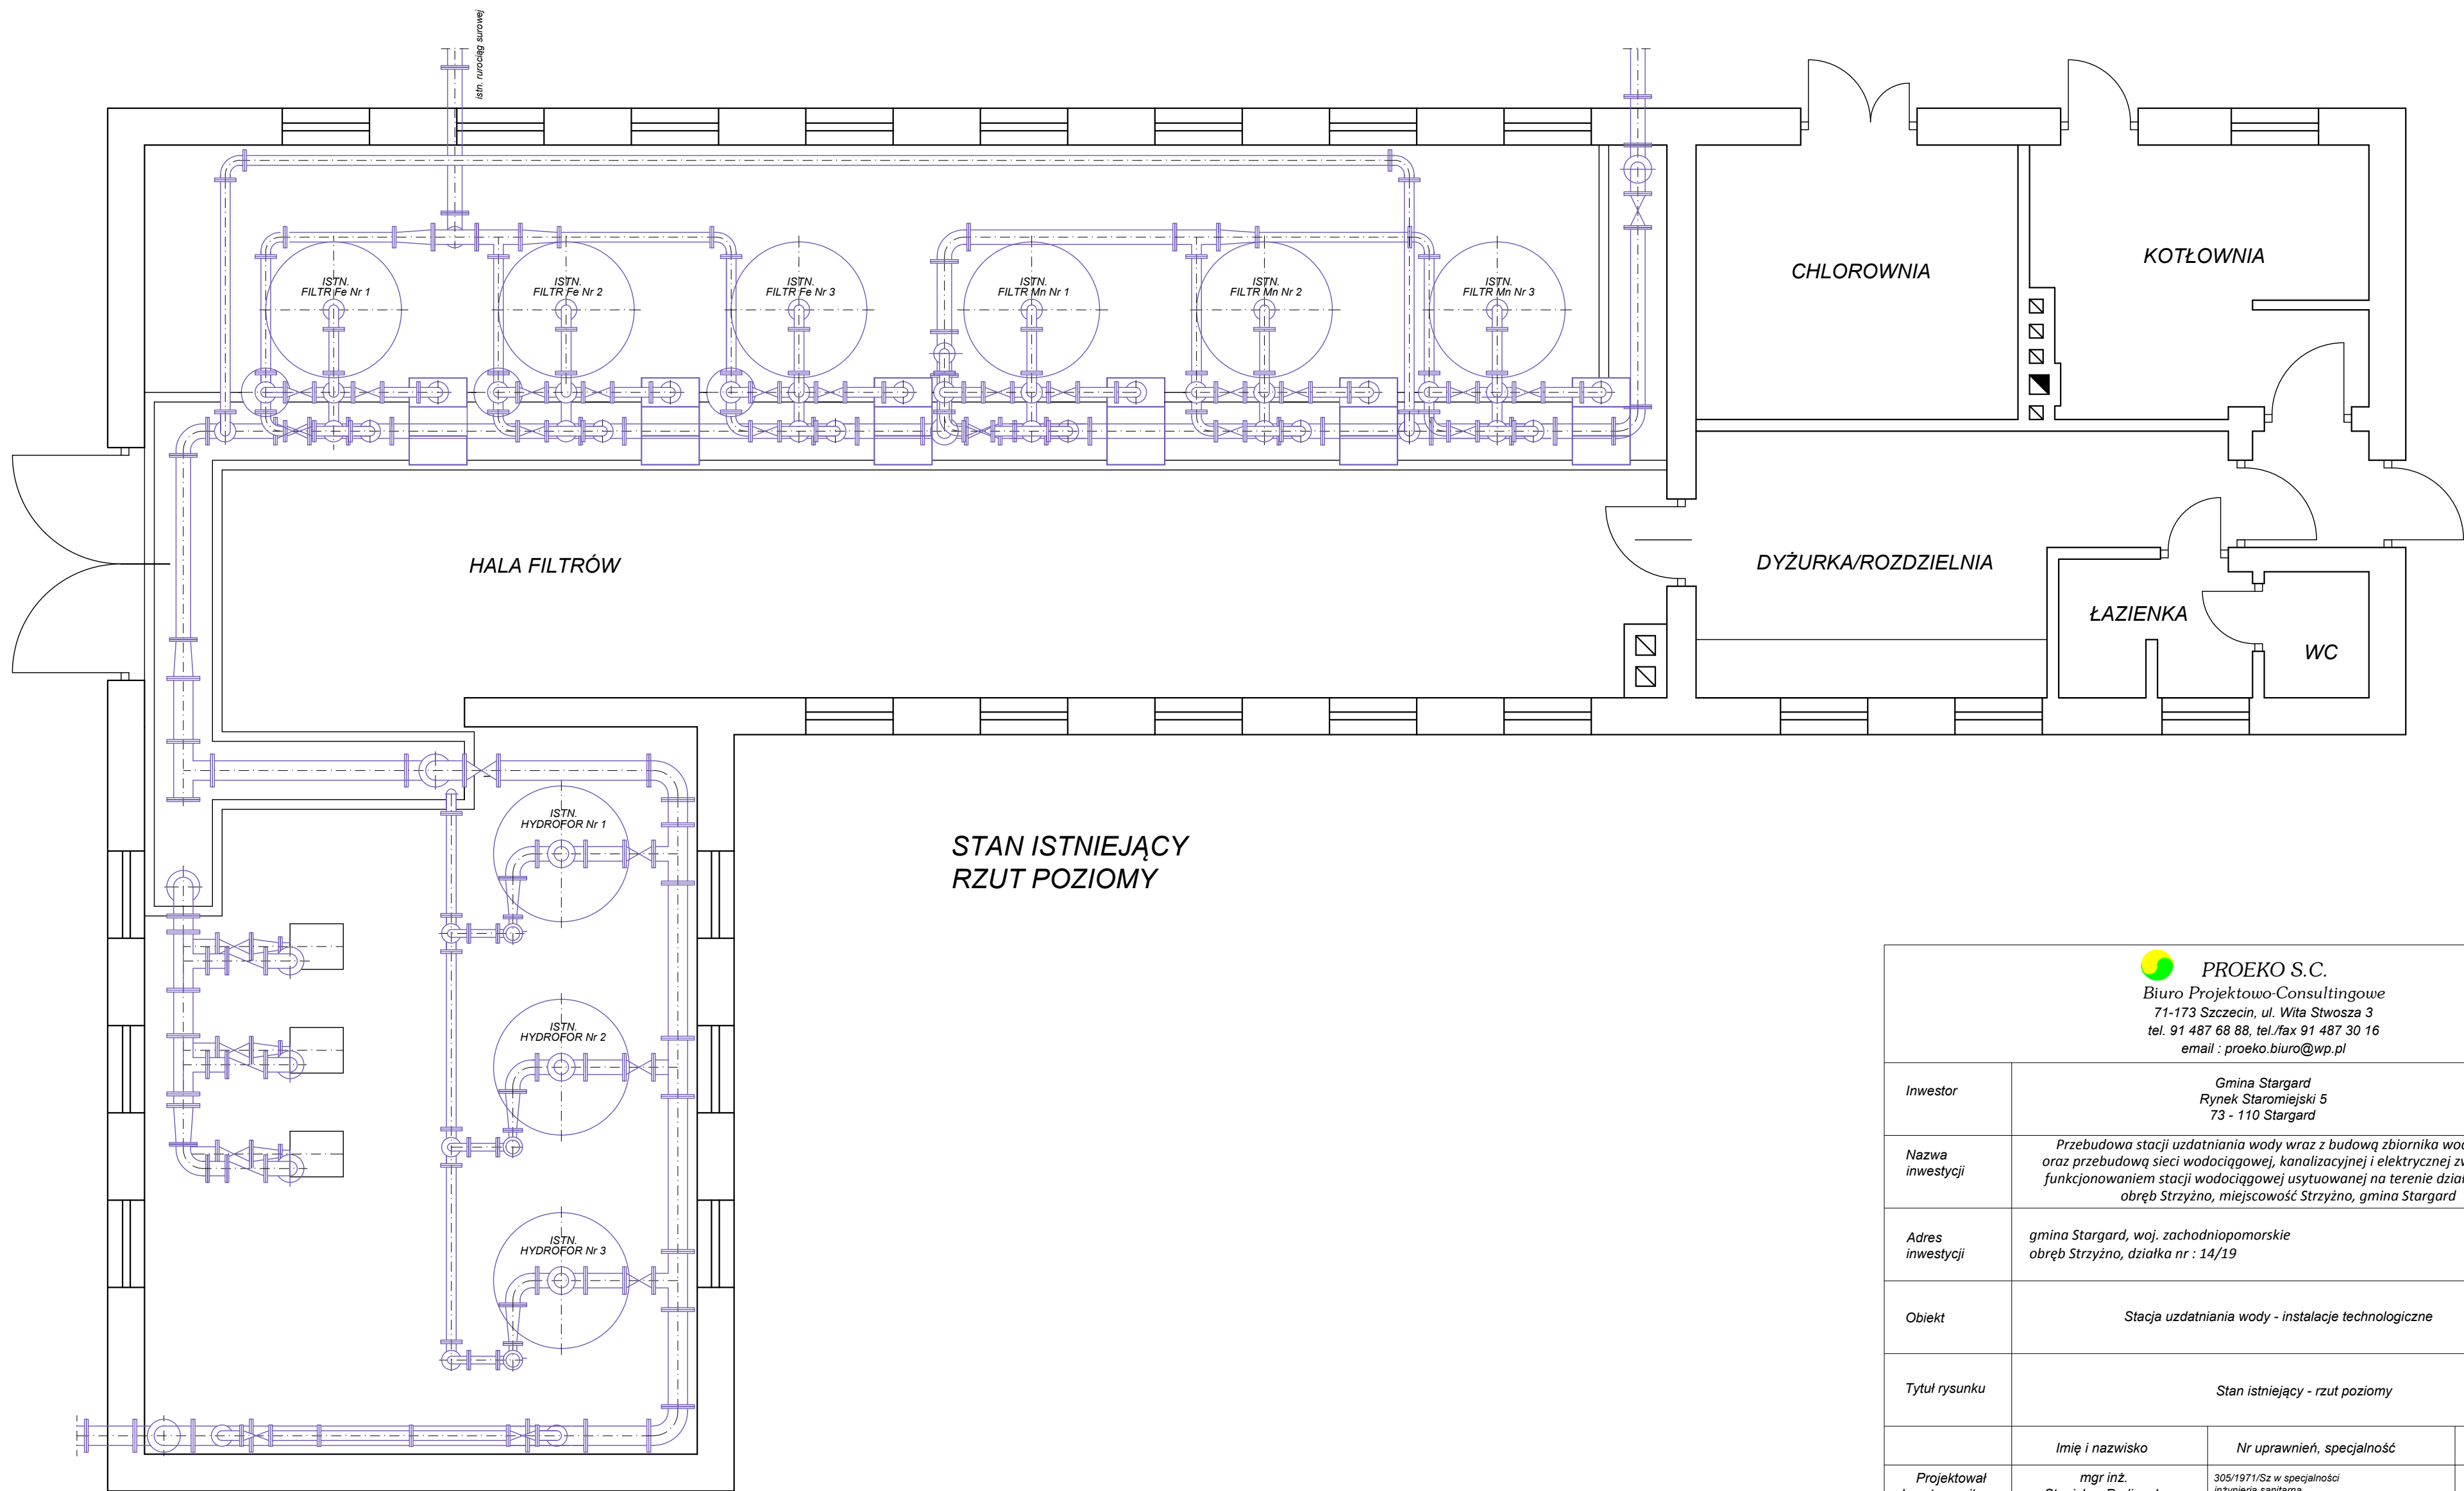 istn. rurociąg surowej
ISTN.
FILTR Fe Nr 1
ISTN.
FILTR Fe Nr 2
ISTN.
FILTR Fe Nr 3
ISTN.
FILTR Mn Nr 1
ISTN.
FILTR Mn Nr 2
ISTN.
FILTR Mn Nr 3
CHLOROWNIA
KOTŁOWNIA
HALA FILTRÓW
DYŻURKA/ROZDZIELNIA
ŁAZIENKA
WC
ISTN.
HYDROFOR Nr 1
ISTN.
HYDROFOR Nr 2
ISTN.
HYDROFOR Nr 3
STAN ISTNIEJĄCY
RZUT POZIOMY
PROEKO S.C.
Biuro Projektowo-Consultingowe
71-173 Szczecin, ul. Wita Stwosza 3
tel. 91 487 68 88, tel./fax 91 487 30 16
email : proeko.biuro@wp.pl
Inwestor
Gmina Stargard
Rynek Staromiejski 5
73 - 110 Stargard
Nazwa
inwestycji
Przebudowa stacji uzdatniania wody wraz z budową zbiornika
oraz przebudową sieci wodociągowej, kanalizacyjnej i elektrycznej
funkcjonowaniem stacji wodociągowej usytuowanej na terenie
obręb Strzyżno, miejscowość Strzyżno, gmina Stargard
Adres
inwestycji
gmina Stargard, woj. zachodniopomorskie
obręb Strzyżno, działka nr : 14/19
Obiekt
Stacja uzdatniania wody - instalacje technologiczne
Tytuł rysunku
Stan istniejący - rzut poziomy
Imię i nazwisko
Nr uprawnień, specjalność
Projektował
mgr inż.
305/1971/Sz w specjalności
inżynieria sanitarna